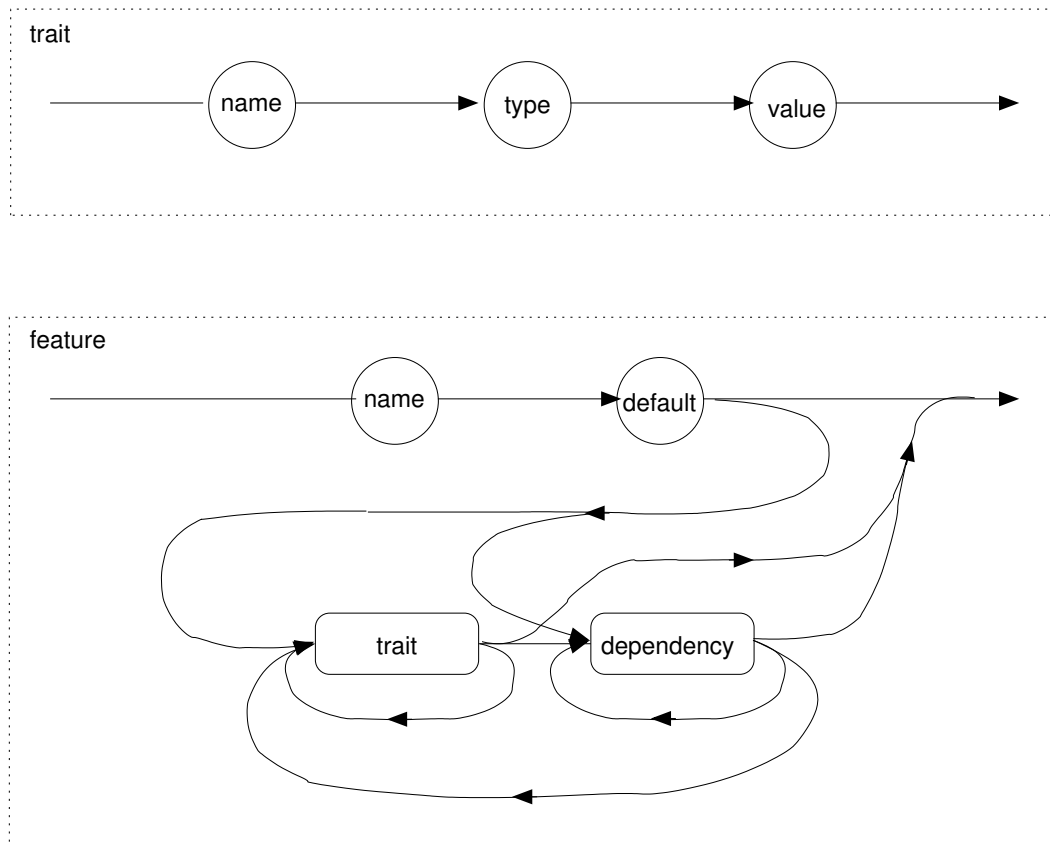 trait
name
type
value
feature
name
default
trait
dependency